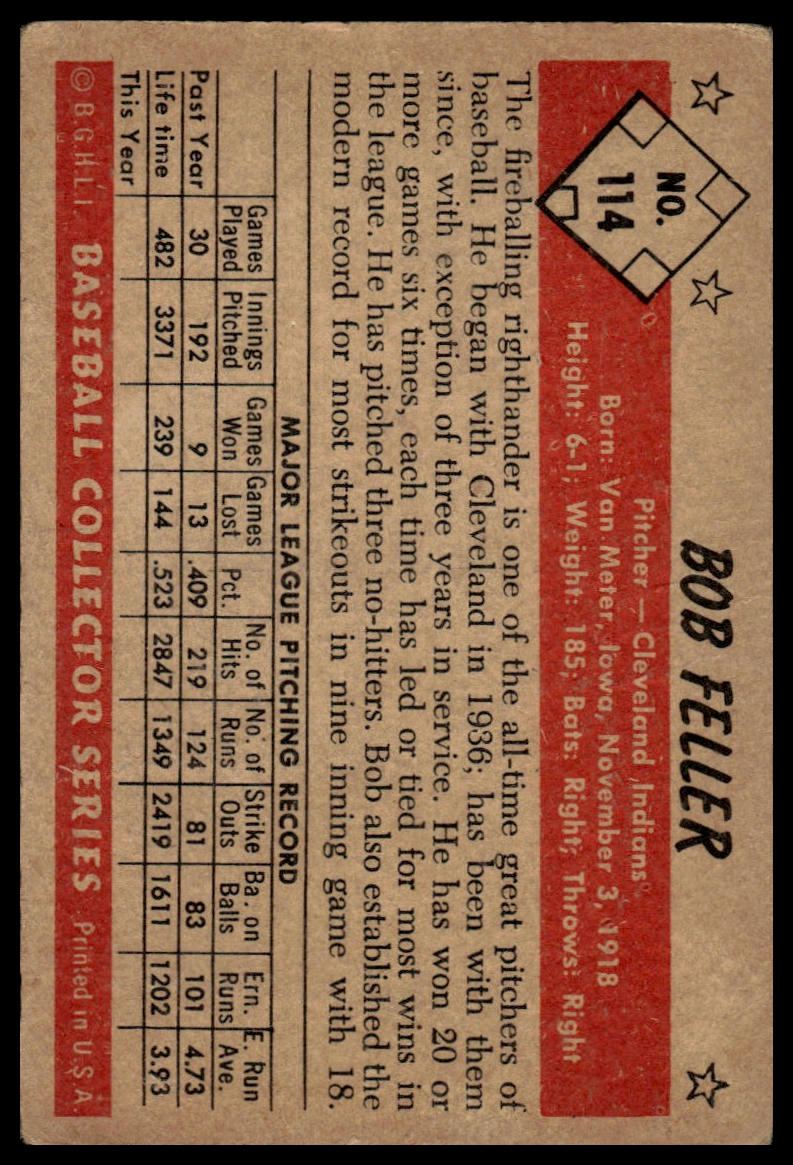 BOB FELLER
NO.
114
Pitcher — Cleveland Indians
Born: Van Meter, Iowa, November 3, 1918
Height: 6-1; Weight: 185; Bats: Right; Throws: Right
The fireballing righthander is one of the all-time great pitchers of
baseball. He began with Cleveland in 1936; has been with them
since, with exception of three years in service. He has won 20 or
more games six times, each time has led or tied for most wins in
the league. He has pitched three no-hitters. Bob also established the
modern record for most strikeouts in nine inning game with 18.
MAJOR LEAGUE PITCHING RECORD
Games Innings Games Games No. of No. of Strike Ba. on Ern. E. Run
Played Pitched Won Lost Pct. Hits Runs Outs Balls Runs Ave.
Past Year 30 192 9 13 .409 219 124 81 83 101 4.73
Life time 482 3371 239 144 .523 2847 1349 2419 1611 1202 3.93
This Year
© B.G.H.L.I. BASEBALL COLLECTOR SERIES Printed in U.S.A.